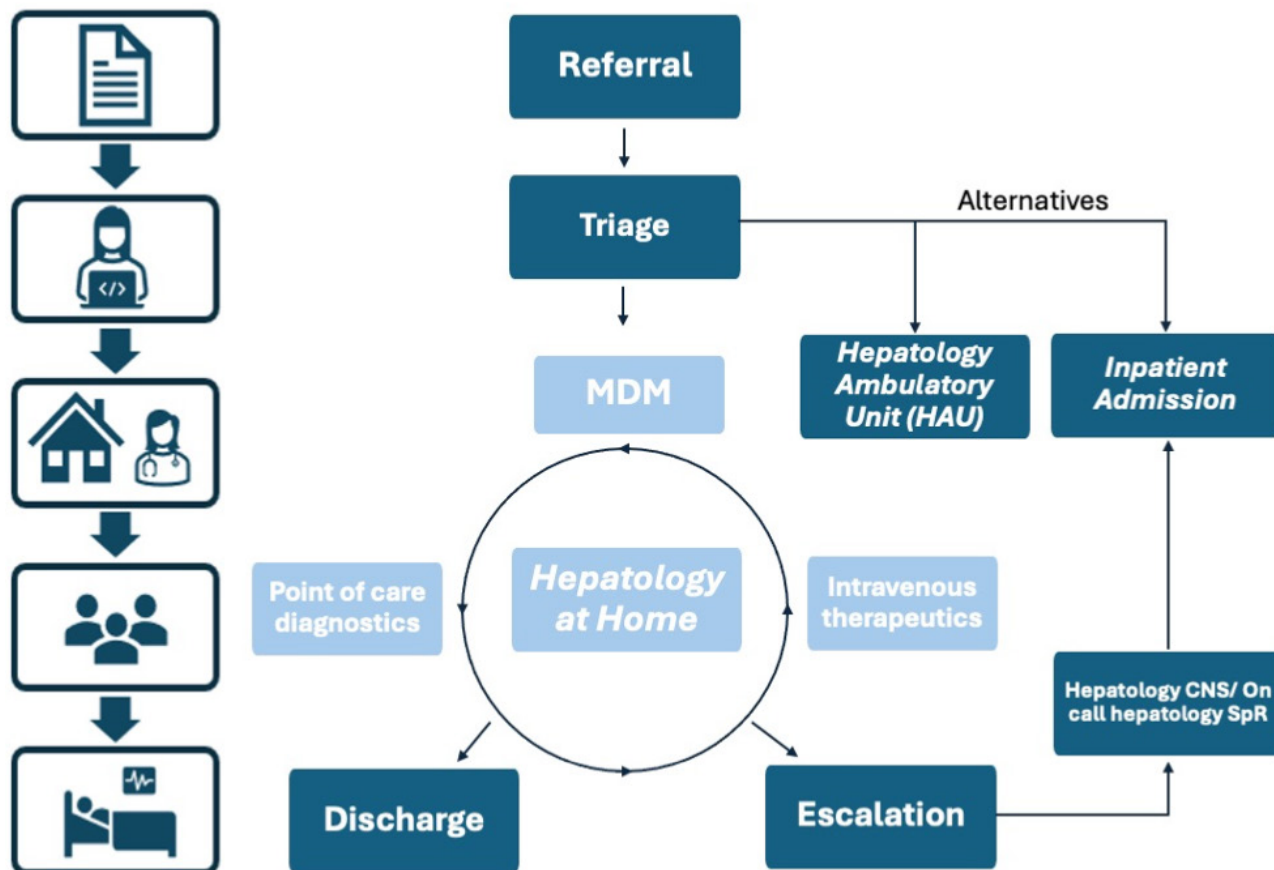 Referral
Triage
Alternatives
</>
MDM
Hepatology
Ambulatory
Unit (HAU)
Inpatient
Admission
Point of care
diagnostics
Hepatology
at Home
Intravenous
therapeutics
Hepatology CNS/ On
call hepatology SpR
Discharge
Escalation